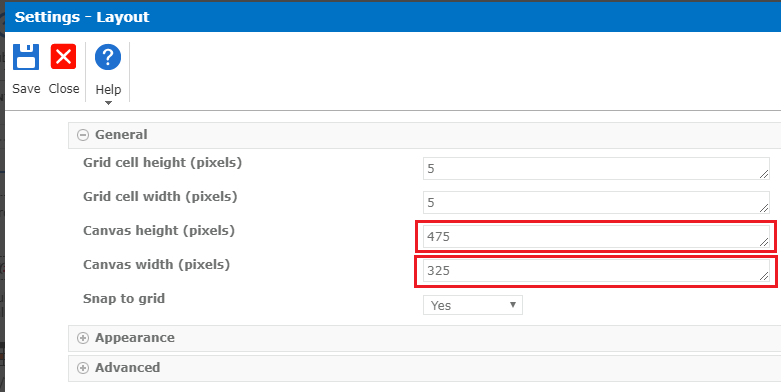 Settings - Layout
Save Close Help
General
Grid cell height (pixels) 5
Grid cell width (pixels) 5
Canvas height (pixels) 475
Canvas width (pixels) 325
Snap to grid Yes
Appearance
Advanced